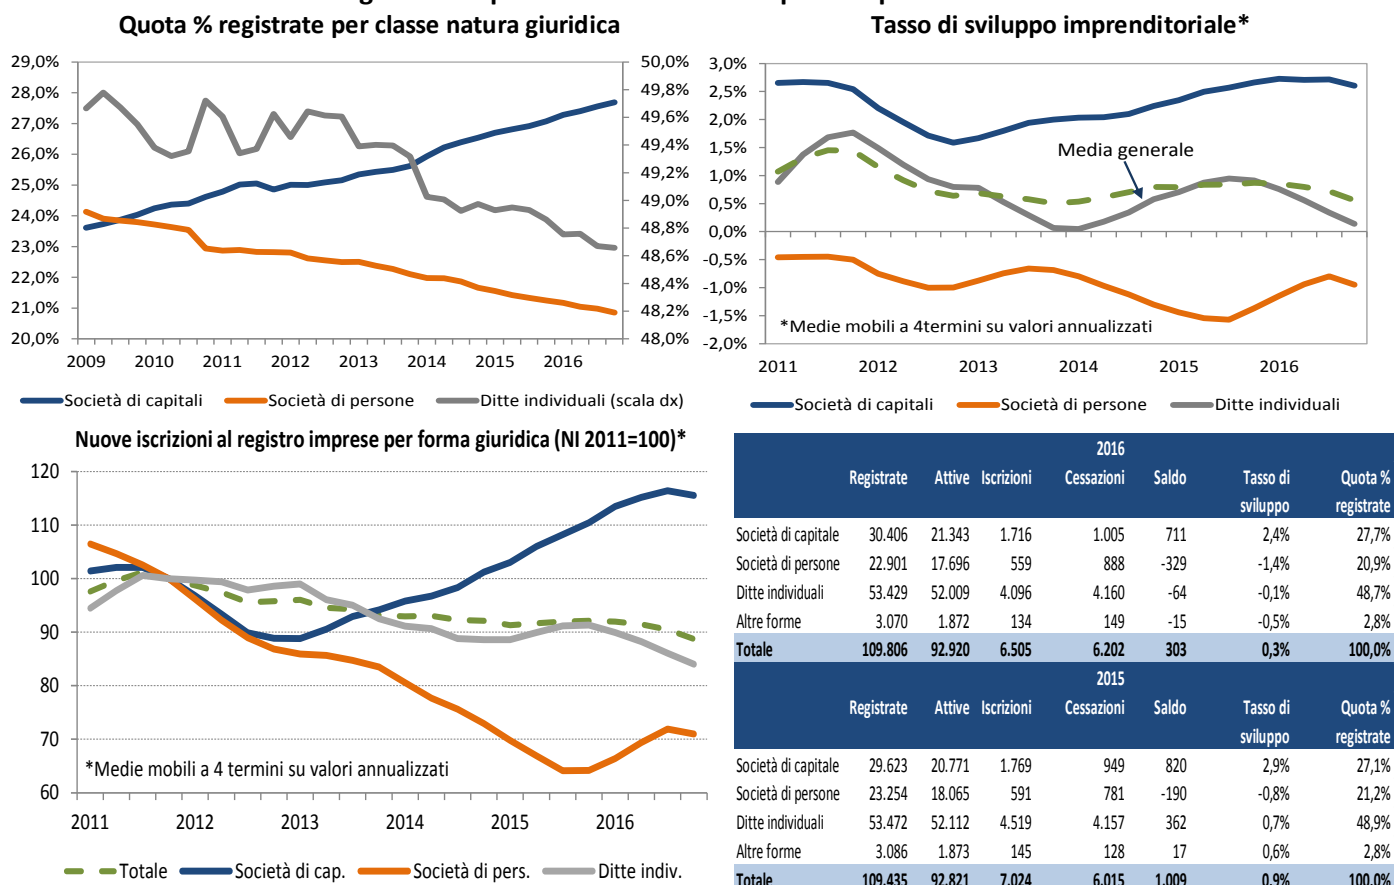 Quota % registrate per classe natura giuridica
29,0%
28,0%
27,0%
26,0%
25,0%
24,0%
23,0%
22,0%
21,0%
20,0%
50,0%
49,8%
49,6%
49,4%
49,2%
49,0%
48,8%
48,6%
48,4%
48,2%
48,0%
2009 2010 2011 2012 2013 2014 2015 2016
Società di capitali Società di persone Ditte individuali (scala dx)
Tasso di sviluppo imprenditoriale*
3,0%
2,5%
2,0%
1,5%
1,0%
0,5%
0,0%
-0,5%
-1,0%
-1,5%
-2,0%
Media generale
*Medie mobili a 4termini su valori annualizzati
2011 2012 2013 2014 2015 2016
Società di capitali Società di persone Ditte individuali
Nuove iscrizioni al registro imprese per forma giuridica (NI 2011=100)*
120
110
100
90
80
70
60
*Medie mobili a 4 termini su valori annualizzati
2011 2012 2013 2014 2015 2016
Totale Società di cap. Società di pers. Ditte indiv.
2016
Registrate Attive Iscrizioni Cessazioni Saldo Tasso di Quota %
sviluppo registrate
Società di capitale 30.406 21.343 1.716 1.005 711 2,4% 27,7%
Società di persone 22.901 17.696 559 888 -329 -1,4% 20,9%
Ditte individuali 53.429 52.009 4.096 4.160 -64 -0,1% 48,7%
Altre forme 3.070 1.872 134 149 -15 -0,5% 2,8%
Totale 109.806 92.920 6.505 6.202 303 0,3% 100,0%
2015
Registrate Attive Iscrizioni Cessazioni Saldo Tasso di Quota %
sviluppo registrate
Società di capitale 29.623 20.771 1.769 949 820 2,9% 27,1%
Società di persone 23.254 18.065 591 781 -190 -0,8% 21,2%
Ditte individuali 53.472 52.112 4.519 4.157 362 0,7% 48,9%
Altre forme 3.086 1.873 145 128 17 0,6% 2,8%
Totale 109.435 92.821 7.024 6.015 1.009 0,9% 100,0%